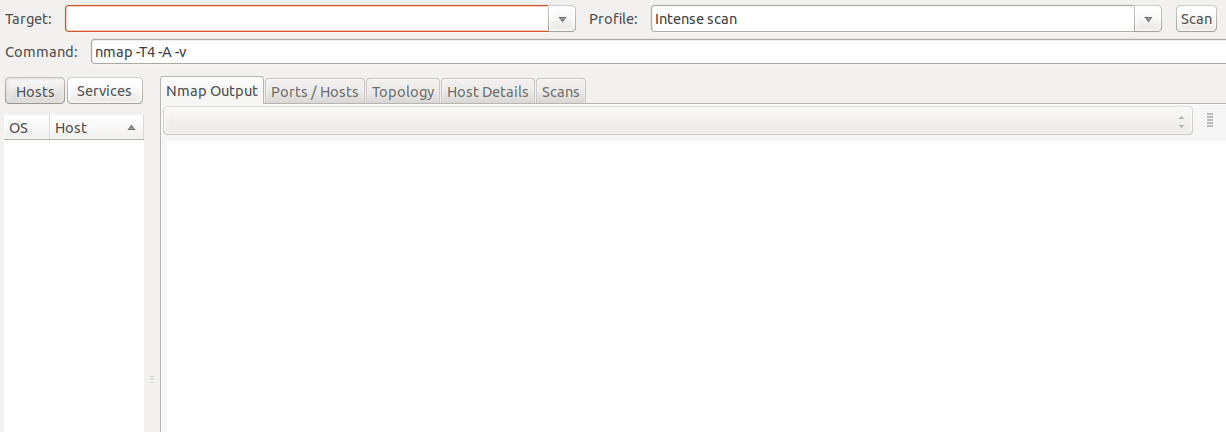 Target: Profile: Intense scan Scan
Command: nmap -T4 -A -v
Hosts Services Nmap Output Ports / Hosts Topology Host Details Scans
OS Host